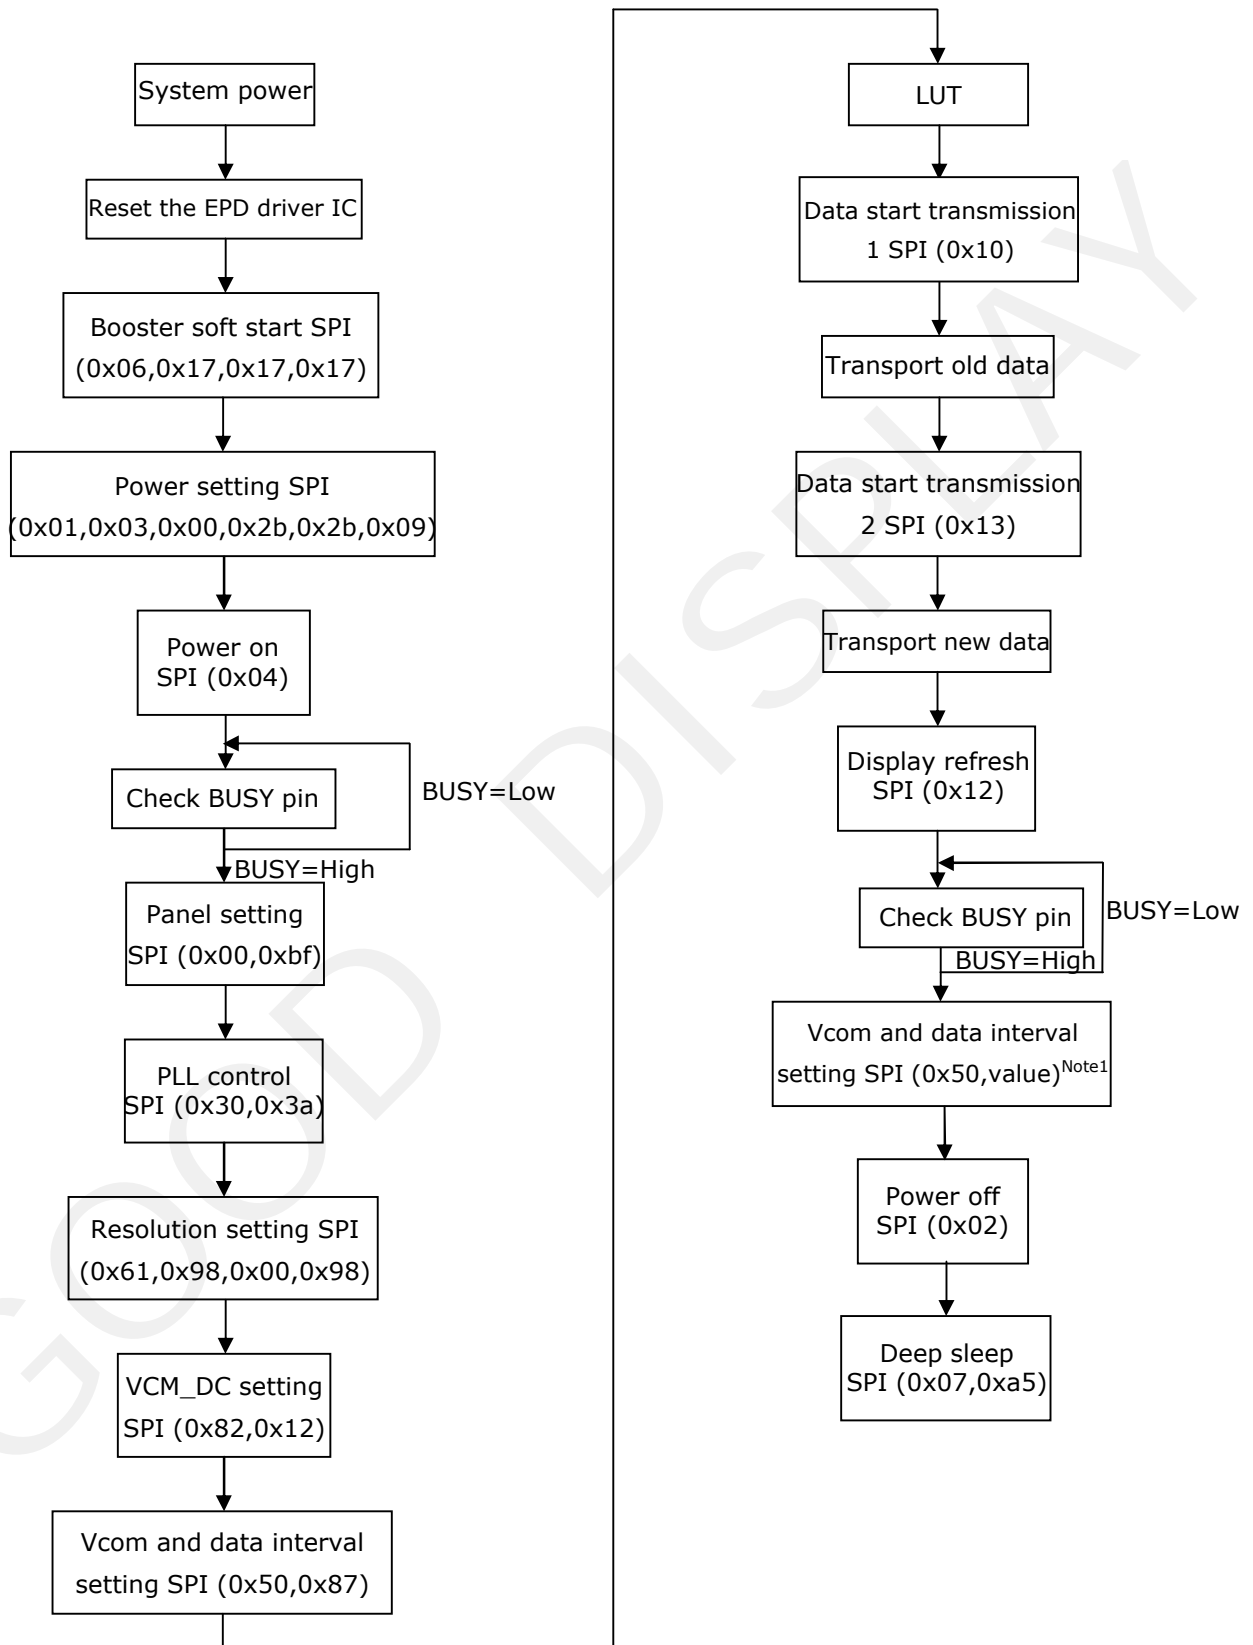 System power
Reset the EPD driver IC
Booster soft start SPI
(0x06,0x17,0x17,0x17)
Power setting SPI
(0x01,0x03,0x00,0x2b,0x2b,0x09)
Power on
SPI (0x04)
Check BUSY pin
BUSY=Low
BUSY=High
Panel setting
SPI (0x00,0xbf)
PLL control
SPI (0x30,0x3a)
Resolution setting SPI
(0x61,0x98,0x00,0x98)
VCM_DC setting
SPI (0x82,0x12)
Vcom and data interval
setting SPI (0x50,0x87)
LUT
Data start transmission
1 SPI (0x10)
Transport old data
Data start transmission
2 SPI (0x13)
Transport new data
Display refresh
SPI (0x12)
Check BUSY pin
BUSY=Low
BUSY=High
Vcom and data interval
setting SPI (0x50,value)Note1
Power off
SPI (0x02)
Deep sleep
SPI (0x07,0xa5)
GOOD DISPLAY